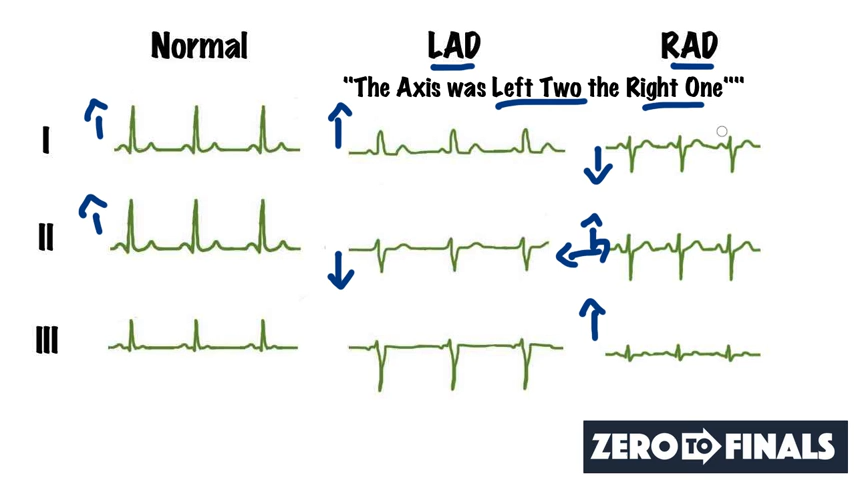 Normal LAD RAD
"The Axis was Left Two the Right One""
I
II
III
ZERO TO FINALS